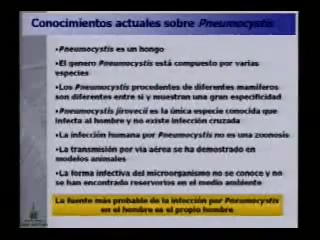 Conocimientos actuales sobre Pneumocystis
•Pneumocystis es un hongo
•El genero Pneumocystis está compuesto por varias
especies
•Los Pneumocystis procedentes de diferentes mamíferos
son diferentes entre si y muestran una gran especificidad
•Pneumocystis jirovecii es la única especie conocida que
infecta al hombre y no existe infección cruzada
•La infección humana por Pneumocystis no es una zoonosis
•La transmisión por vía aérea se ha demostrado en
modelos animales
•La forma infectiva del microorganismo no se conoce y no
se han encontrado reservorios en el medio ambiente
La fuente más probable de la infección por Pneumocystis
en el hombre es el propio hombre